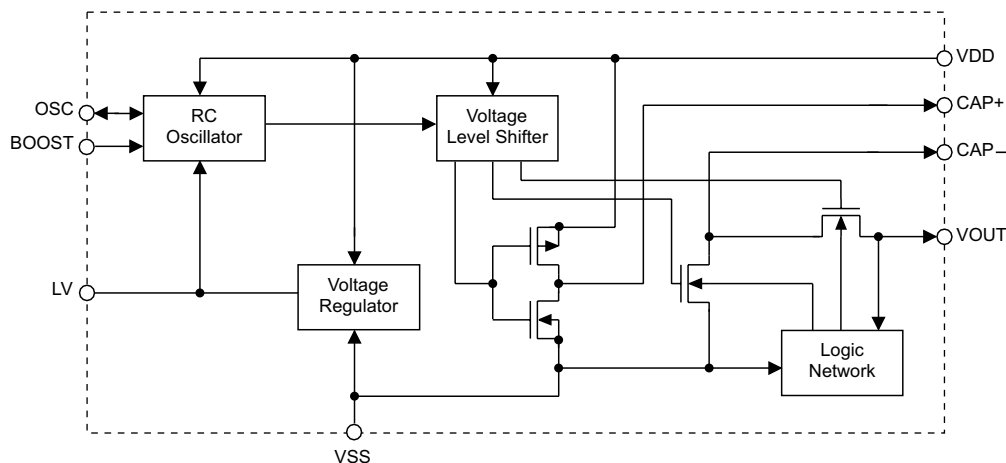 VDD
OSC
RC
Oscillator
Voltage
Level Shifter
CAP+
BOOST
CAP–
VOUT
LV
Voltage
Regulator
Logic
Network
VSS